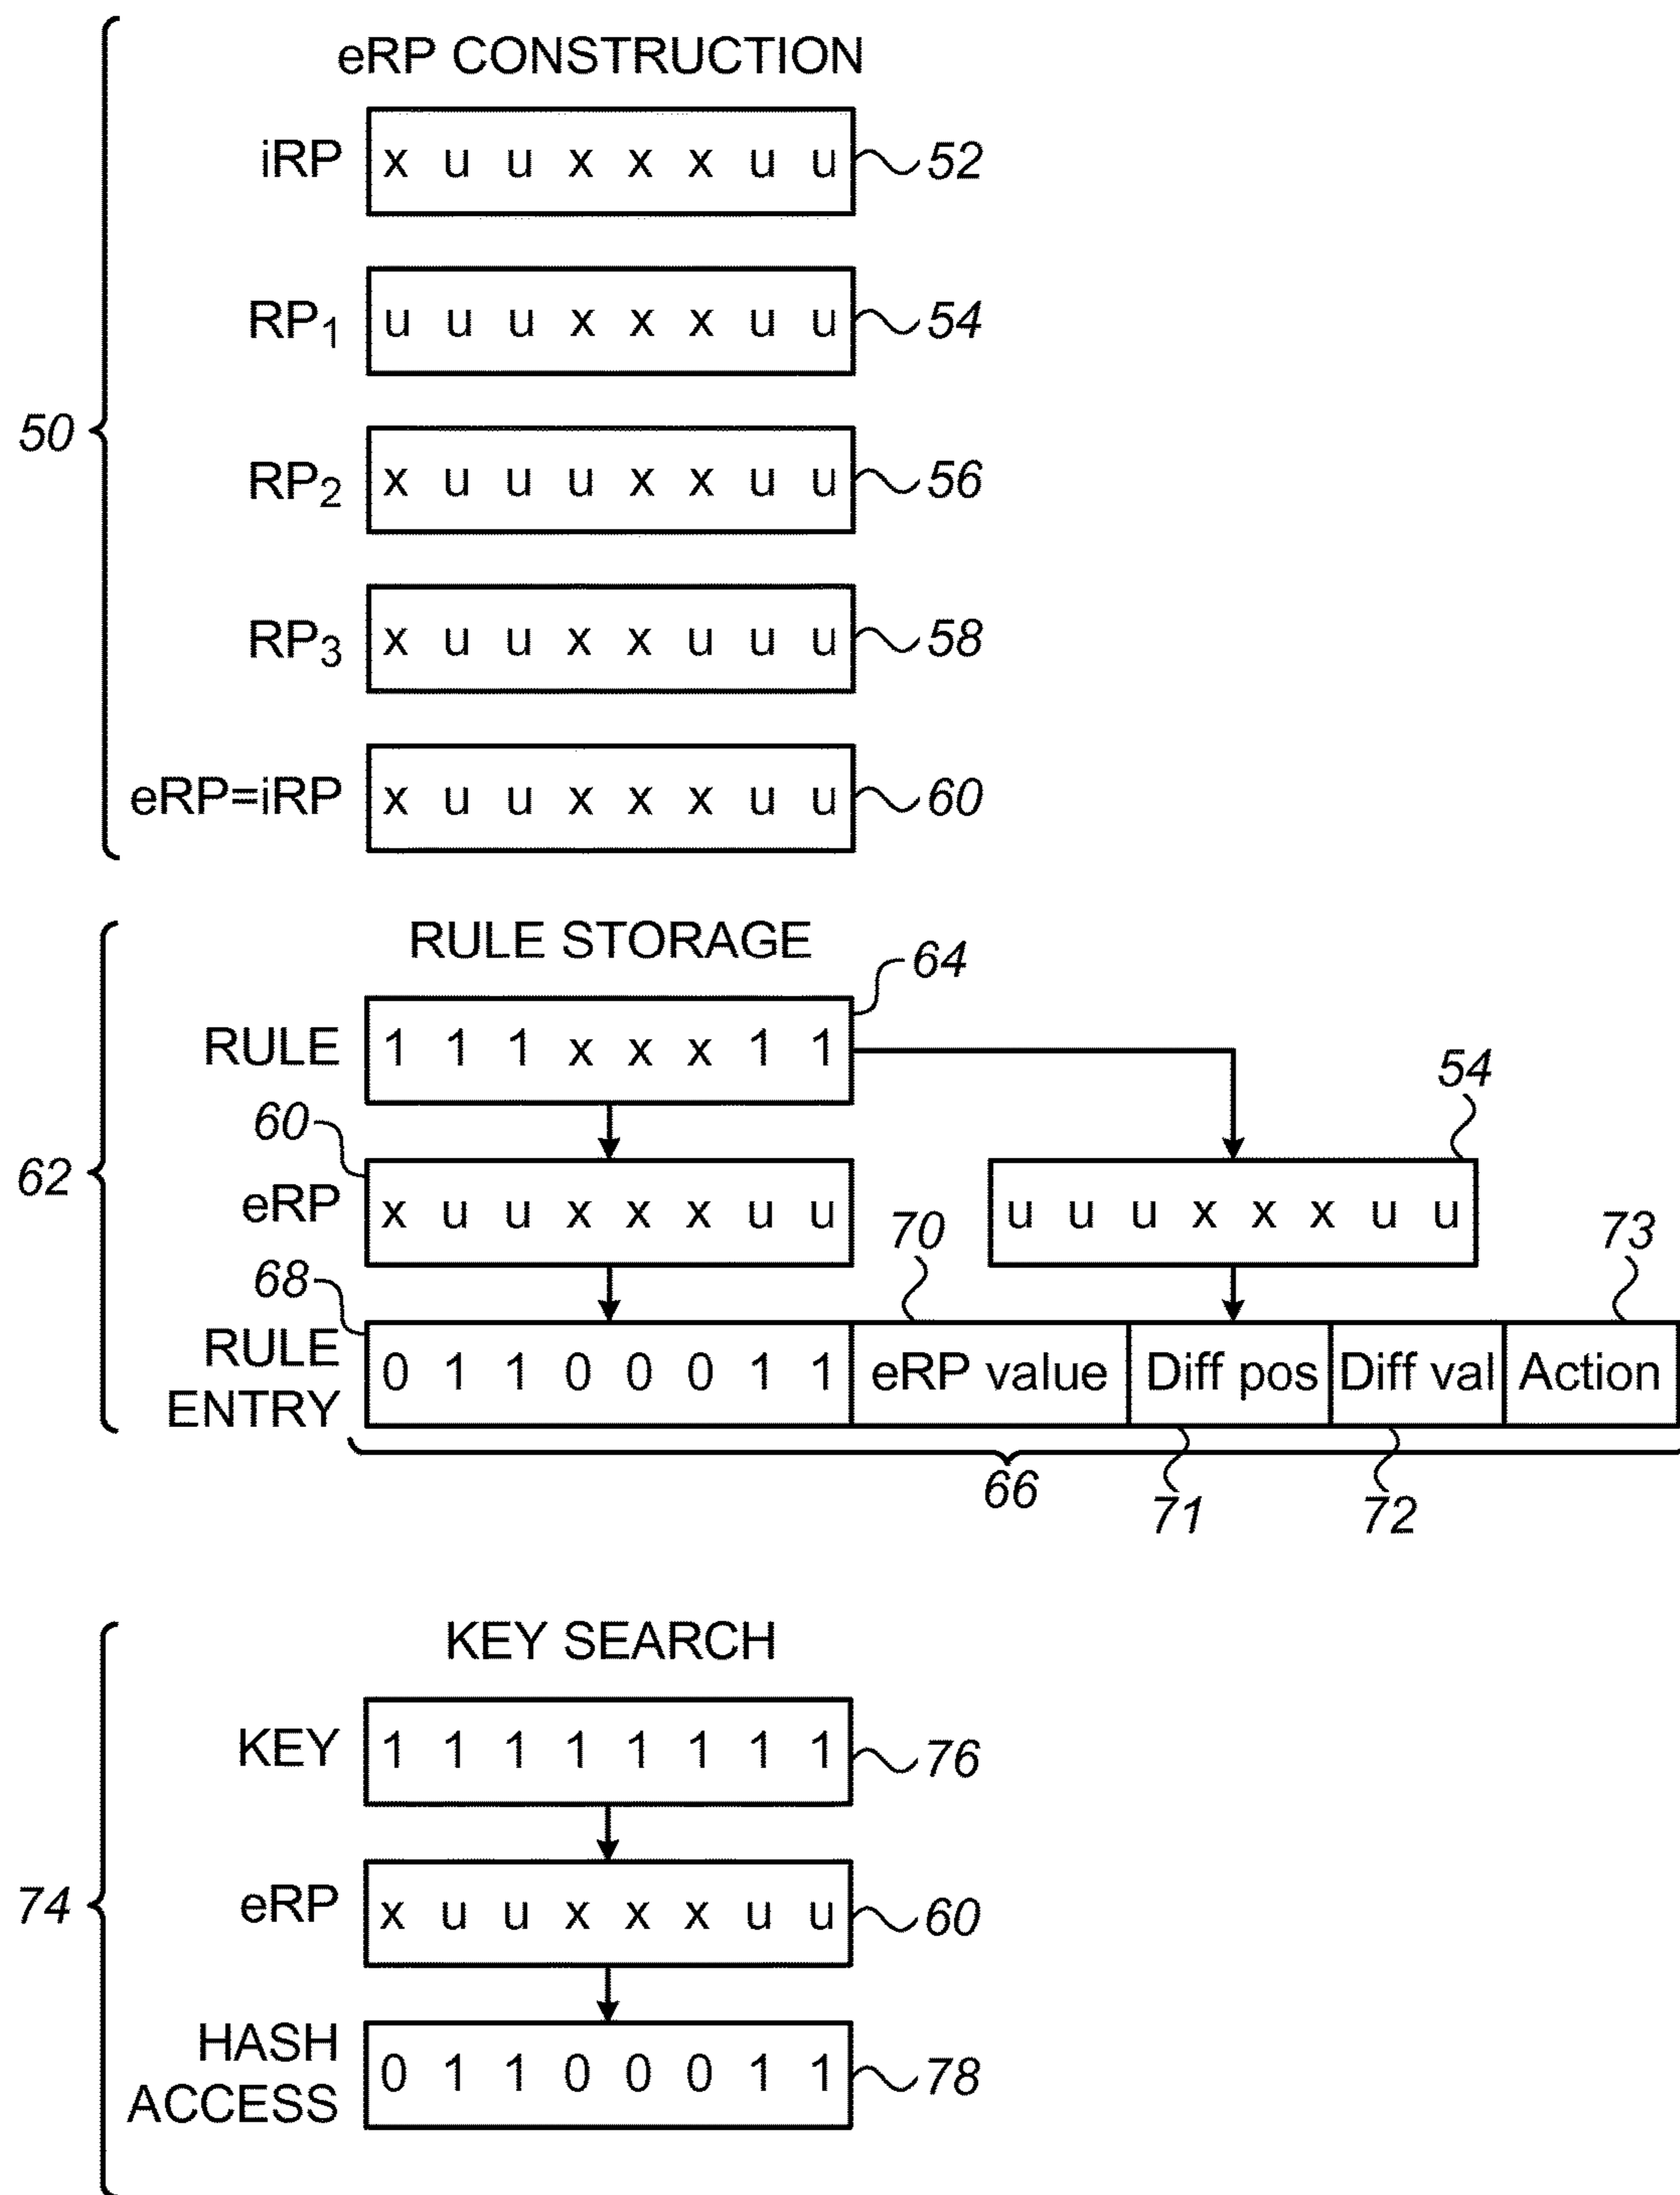 eRP CONSTRUCTION
iRP x u u x x x u u 52
RP1 u u u x x x u u 54
50
RP2 x u u u x x u u 56
RP3 x u u x x u u u 58
eRP=iRP x u u x x x u u 60
RULE STORAGE
64
RULE 1 1 1 x x x 1 1
54
60
62
eRP x u u x x x u u u u u x x x u u
70 73
68
RULE ENTRY 0 1 1 0 0 0 1 1 eRP value Diff pos Diff val Action
66 71 72
KEY SEARCH
KEY 1 1 1 1 1 1 1 1 76
74
eRP x u u x x x u u 60
HASH ACCESS 0 1 1 0 0 0 1 1 78